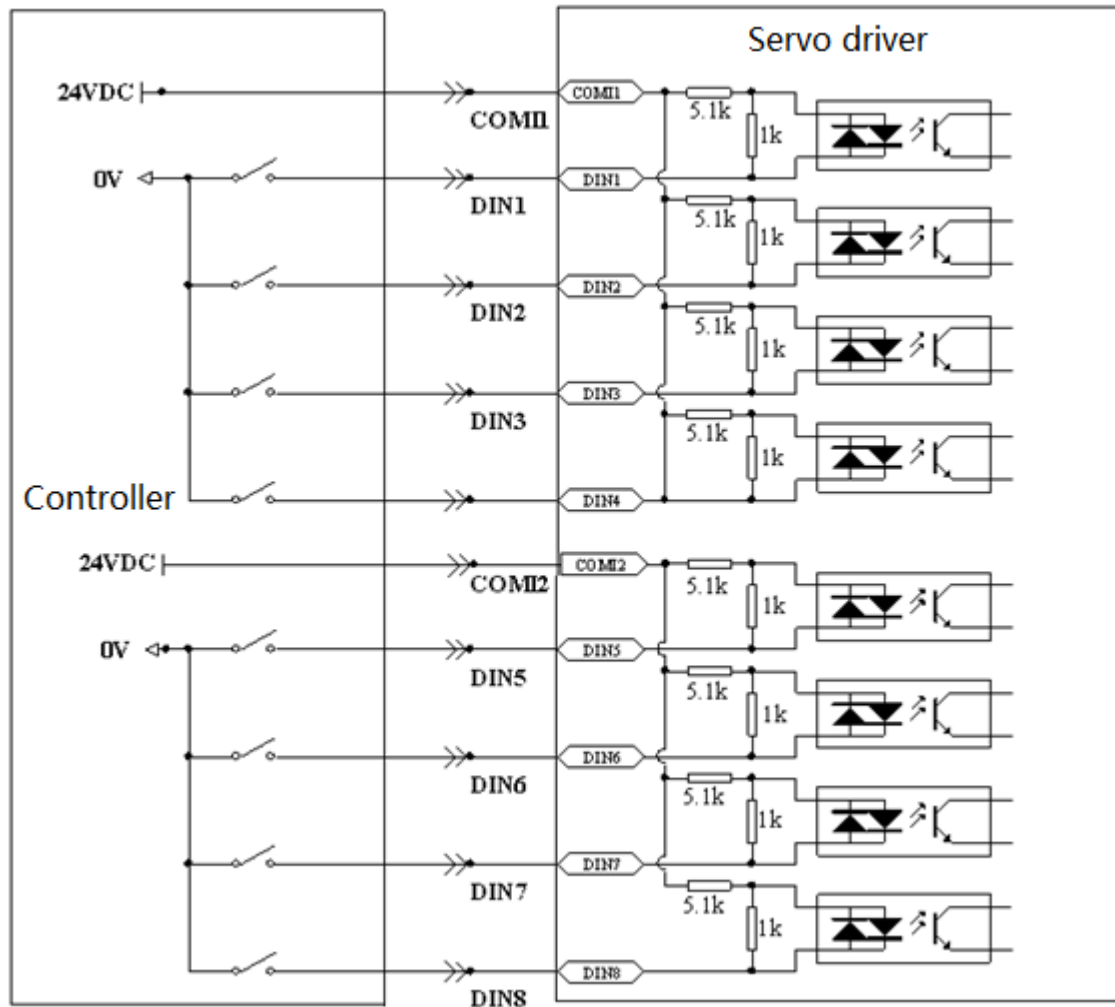 Servo driver
24VDC
COMI1
COMI1
5.1k
1k
0V
DIN1
DIN1
5.1k
1k
DIN2
DIN2
5.1k
1k
DIN3
DIN3
5.1k
1k
Controller
DIN4
24VDC
COMI2
COMI2
5.1k
1k
0V
DIN5
DIN5
5.1k
1k
DIN6
DIN6
5.1k
1k
DIN7
DIN7
5.1k
1k
DIN8
DIN8